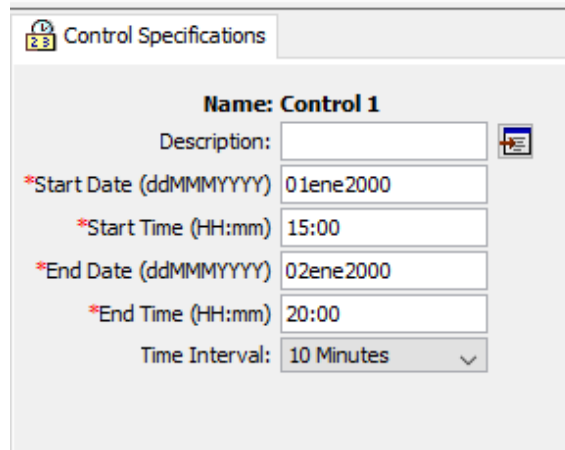 Control Specifications
Name: Control 1
Description:
*Start Date (ddMMMYYYY) 01ene2000
*Start Time (HH:mm) 15:00
*End Date (ddMMMYYYY) 02ene2000
*End Time (HH:mm) 20:00
Time Interval: 10 Minutes